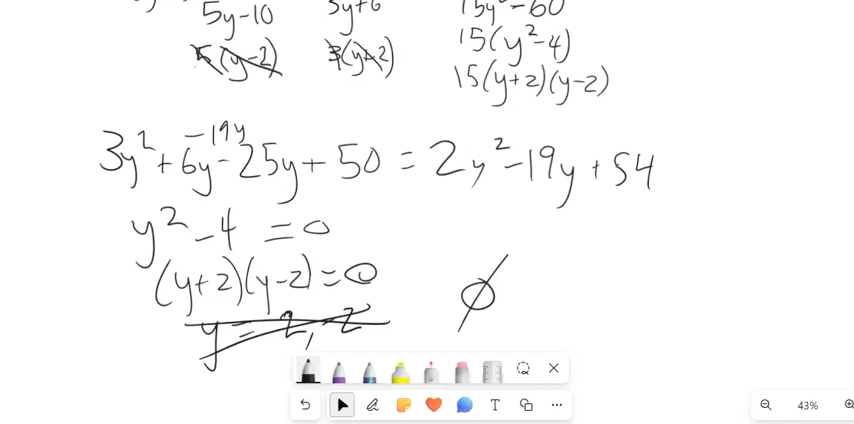 5y-10 3y+6 15y²-60
5(y-2) 3(y+2) 15(y²-4)
15(y+2)(y-2)
-19y
3y²+6y-25y+50=2y²-19y+54
y²-4=0
(y+2)(y-2)=0
y=2,-2 ∅
T
43%